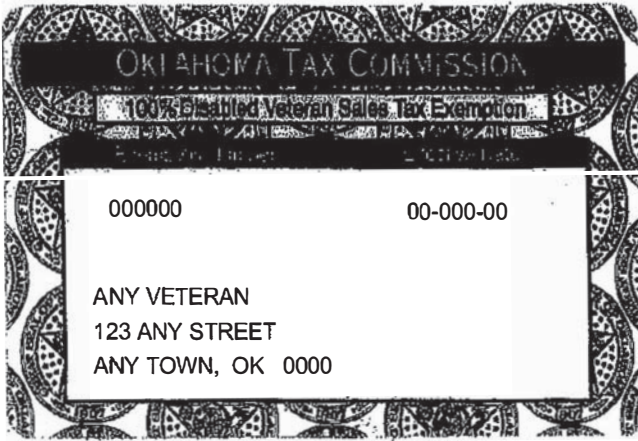 OKLAHOMA TAX COMMISSION
100% Disabled Veteran Sales Tax Exemption
000000 00-000-00
ANY VETERAN
123 ANY STREET
ANY TOWN, OK 0000